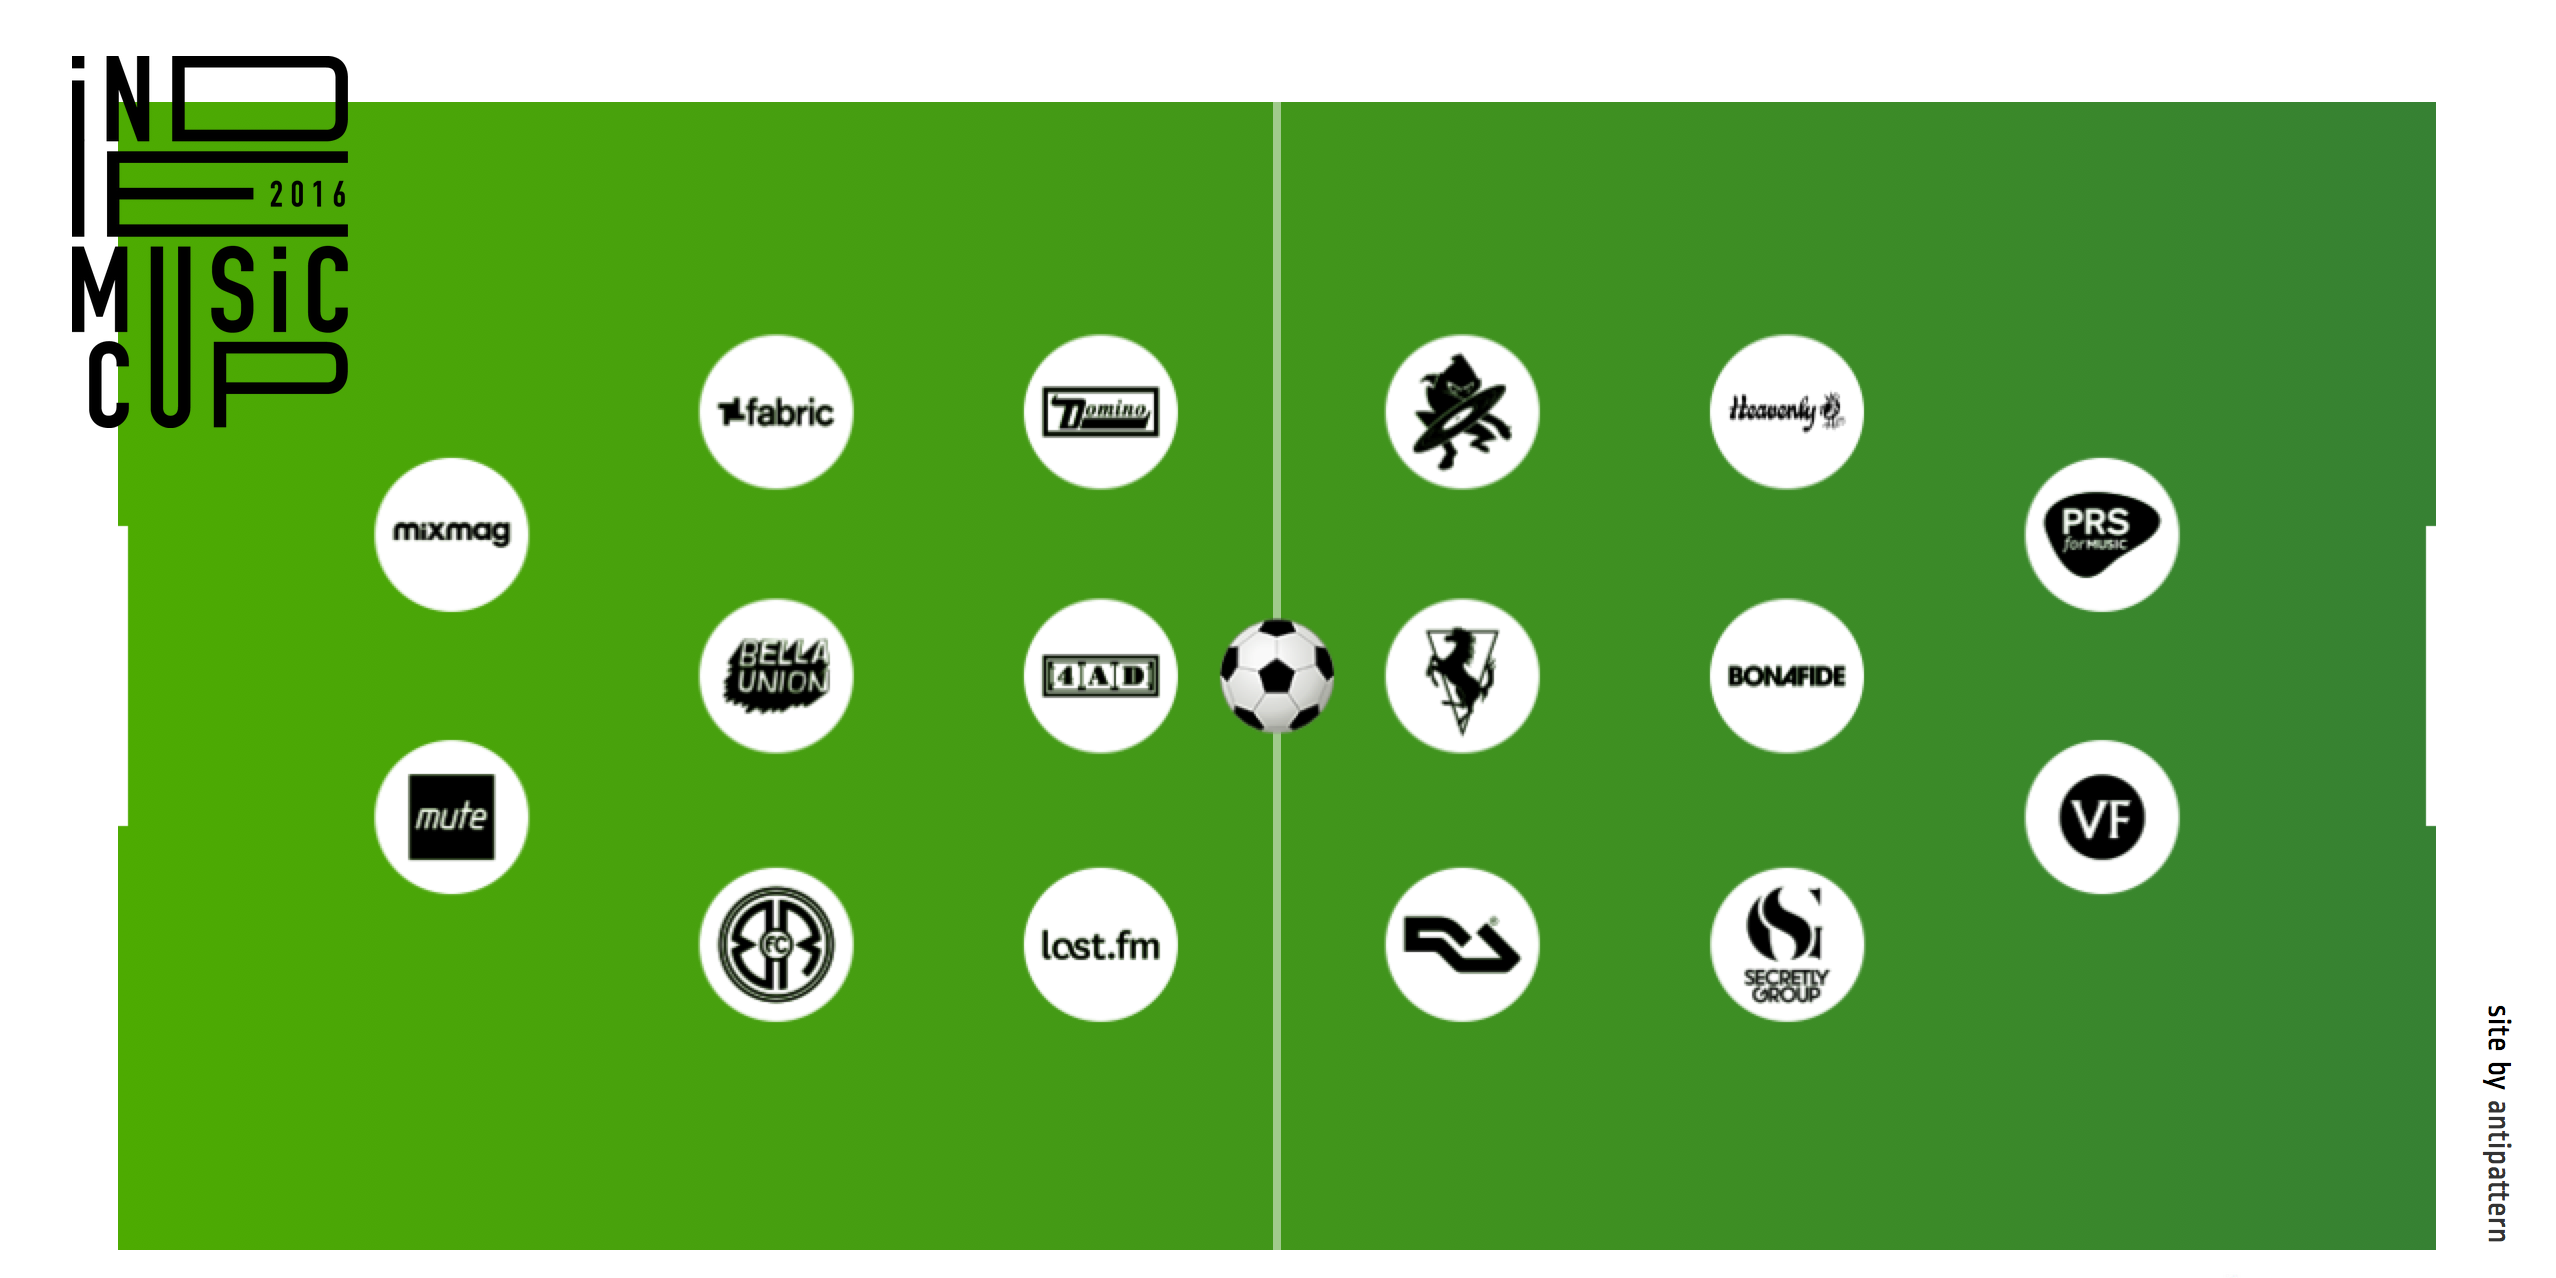 iNDiE
2016
MUSiC
CUP
fabric
Domino
Heavenly
mixmag
PRS
for MUSIC
BELLA
UNION
4AD
BONAFIDE
mute
VF
FC
last.fm
SECRETLY
GROUP
site by antipattern